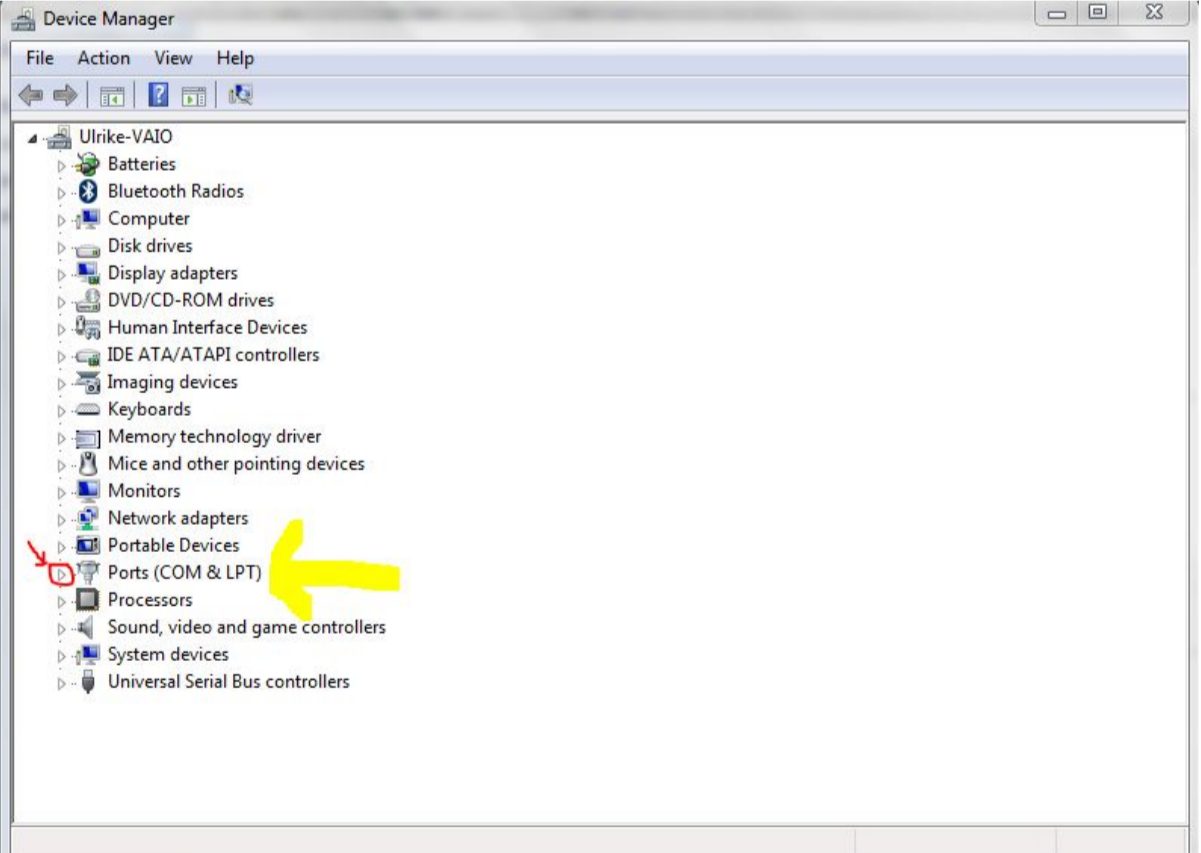 Device Manager
File Action View Help
Ulrike-VAIO
Batteries
Bluetooth Radios
Computer
Disk drives
Display adapters
DVD/CD-ROM drives
Human Interface Devices
IDE ATA/ATAPI controllers
Imaging devices
Keyboards
Memory technology driver
Mice and other pointing devices
Monitors
Network adapters
Portable Devices
Ports (COM & LPT)
Processors
Sound, video and game controllers
System devices
Universal Serial Bus controllers